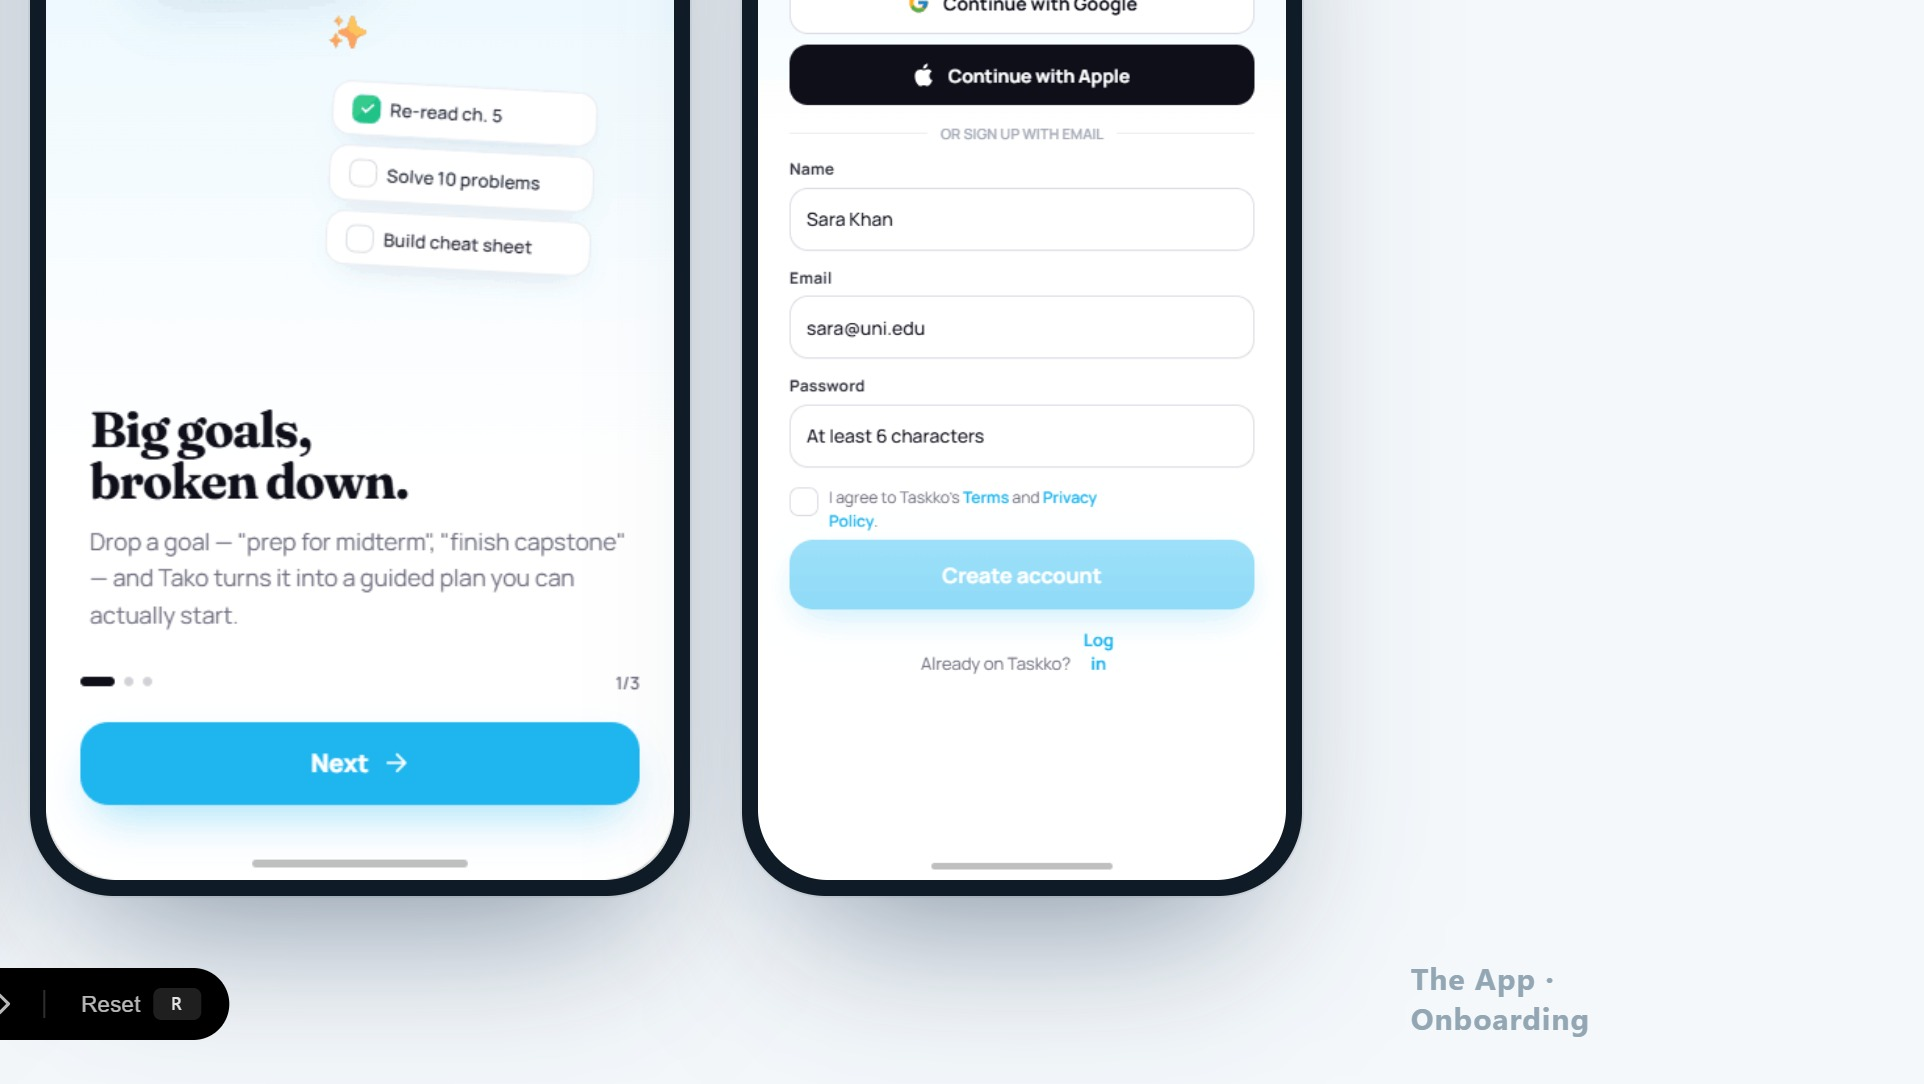 Re-read ch. 5
Solve 10 problems
Build cheat sheet
Big goals,
broken down.
Drop a goal — "prep for midterm", "finish capstone"
— and Tako turns it into a guided plan you can
actually start.
1/3
Next →
Continue with Google
Continue with Apple
OR SIGN UP WITH EMAIL
Name
Sara Khan
Email
sara@uni.edu
Password
At least 6 characters
I agree to Taskko's Terms and Privacy
Policy.
Create account
Already on Taskko? Log
in
Reset R
The App ·
Onboarding